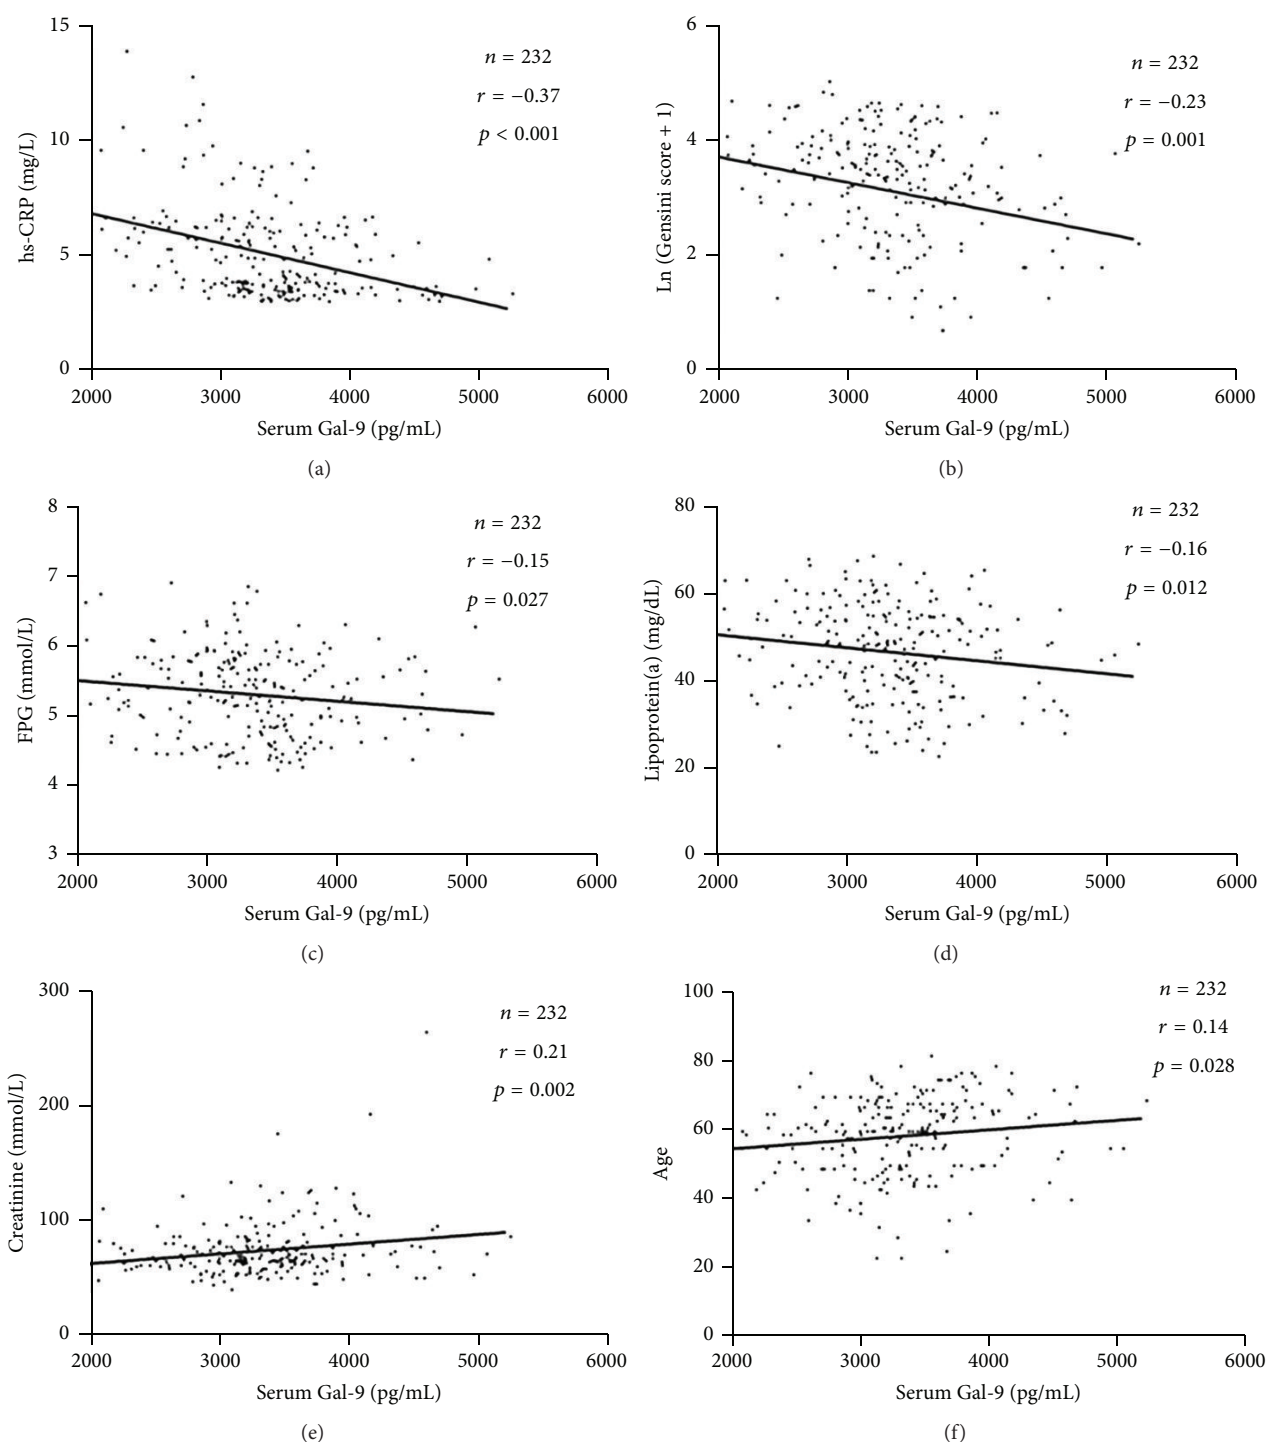 15
10
5
0
hs-CRP (mg/L)
n = 232
r = −0.37
p < 0.001
2000 3000 4000 5000 6000
Serum Gal-9 (pg/mL)
(a)
6
4
2
0
Ln (Gensini score + 1)
n = 232
r = −0.23
p = 0.001
2000 3000 4000 5000 6000
Serum Gal-9 (pg/mL)
(b)
8
7
6
5
4
3
FPG (mmol/L)
n = 232
r = −0.15
p = 0.027
2000 3000 4000 5000 6000
Serum Gal-9 (pg/mL)
(c)
80
60
40
20
0
Lipoprotein(a) (mg/dL)
n = 232
r = −0.16
p = 0.012
2000 3000 4000 5000 6000
Serum Gal-9 (pg/mL)
(d)
300
200
100
0
Creatinine (mmol/L)
n = 232
r = 0.21
p = 0.002
2000 3000 4000 5000 6000
Serum Gal-9 (pg/mL)
(e)
100
80
60
40
20
0
Age
n = 232
r = 0.14
p = 0.028
2000 3000 4000 5000 6000
Serum Gal-9 (pg/mL)
(f)